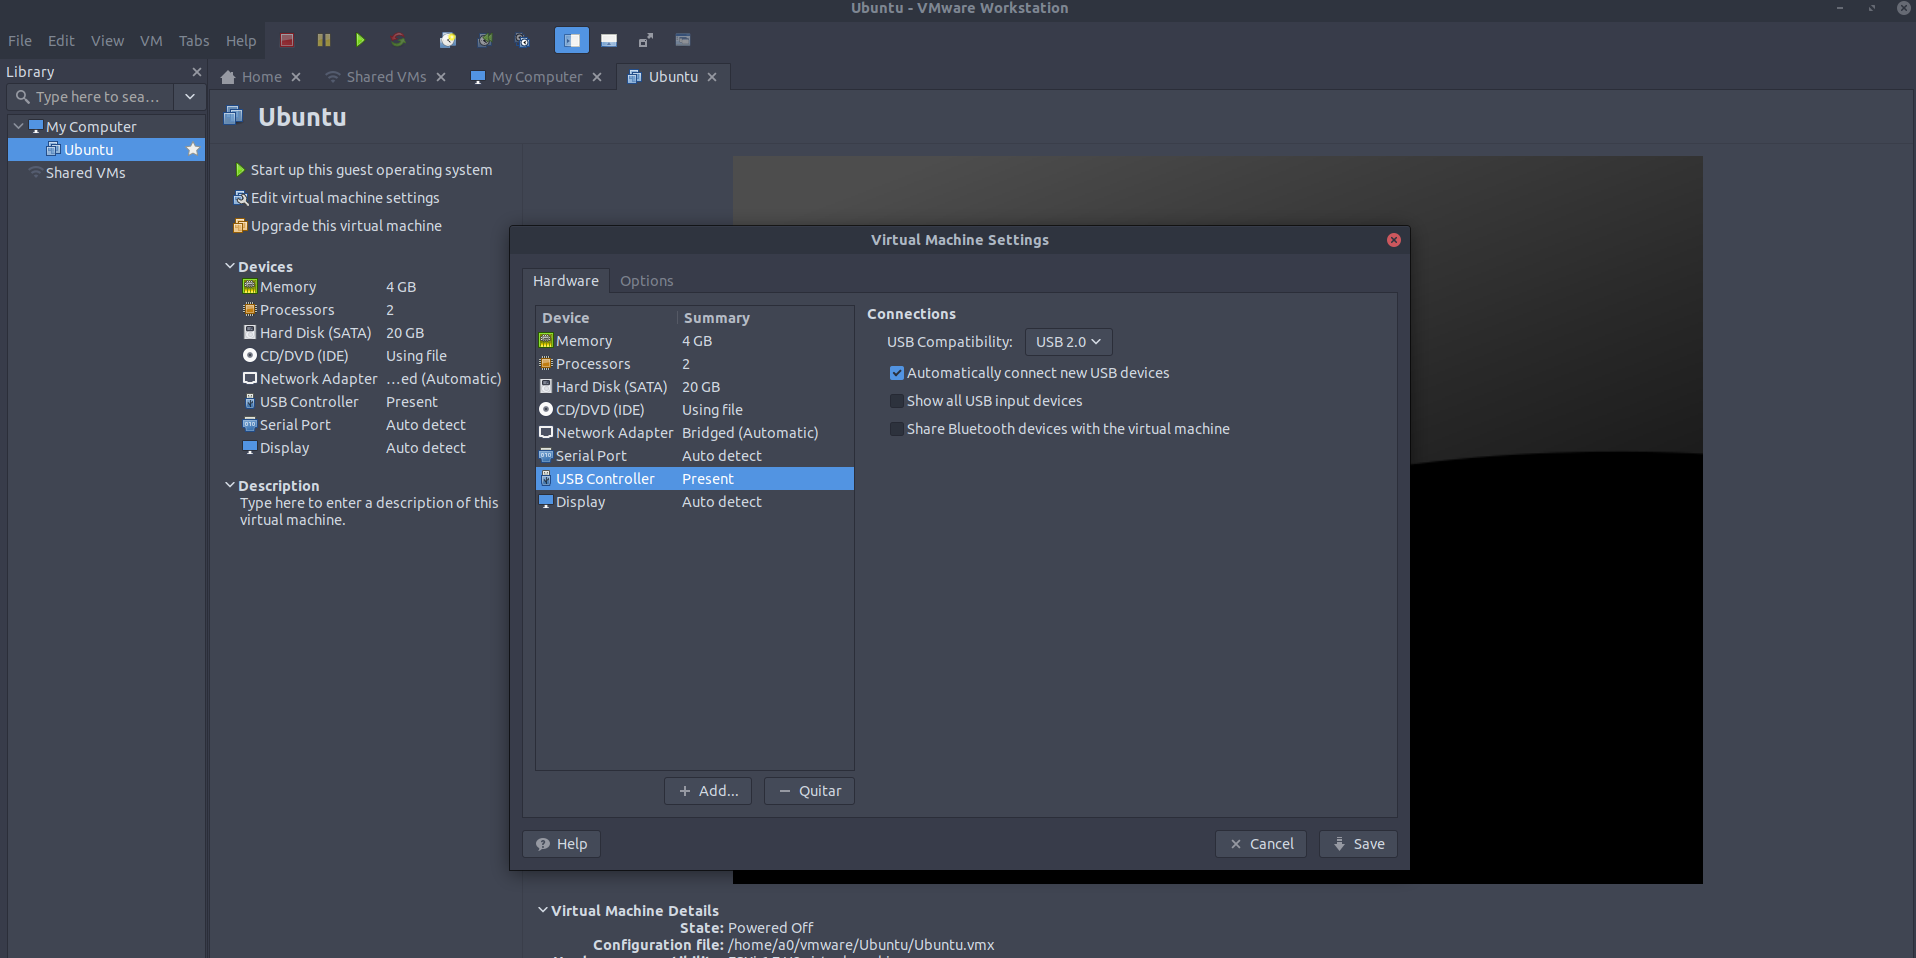 Ubuntu - VMware Workstation
File Edit View VM Tabs Help
Library
Home Shared VMs My Computer Ubuntu
Type here to sea...
My Computer
Ubuntu
Shared VMs
Ubuntu
Start up this guest operating system
Edit virtual machine settings
Upgrade this virtual machine
Devices
Memory 4 GB
Processors 2
Hard Disk (SATA) 20 GB
CD/DVD (IDE) Using file
Network Adapter ...ed (Automatic)
USB Controller Present
Serial Port Auto detect
Display Auto detect
Description
Type here to enter a description of this
virtual machine.
Virtual Machine Settings
Hardware Options
Device Summary
Memory 4 GB
Processors 2
Hard Disk (SATA) 20 GB
CD/DVD (IDE) Using file
Network Adapter Bridged (Automatic)
Serial Port Auto detect
USB Controller Present
Display Auto detect
Add... Quitar
Connections
USB Compatibility: USB 2.0
Automatically connect new USB devices
Show all USB input devices
Share Bluetooth devices with the virtual machine
Help Cancel Save
Virtual Machine Details
State: Powered Off
Configuration file: /home/a0/vmware/Ubuntu/Ubuntu.vmx